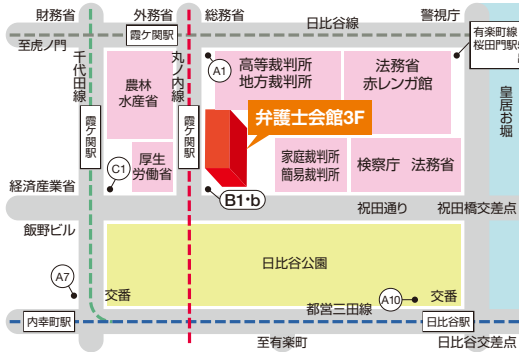 財務省
外務省
総務省
日比谷線
警視庁
霞ケ関駅
至虎ノ門
有楽町線
桜田門駅
千代田線
丸ノ内線
A1
高等裁判所
地方裁判所
法務省
赤レンガ館
農林
水産省
皇居お堀
弁護士会館3F
霞ケ関駅
霞ケ関駅
厚生
労働省
家庭裁判所
簡易裁判所
検察庁
法務省
C1
経済産業省
B1・b
祝田通り
祝田橋交差点
飯野ビル
日比谷公園
A7
交番
A10
交番
都営三田線
内幸町駅
日比谷駅
至有楽町
日比谷交差点